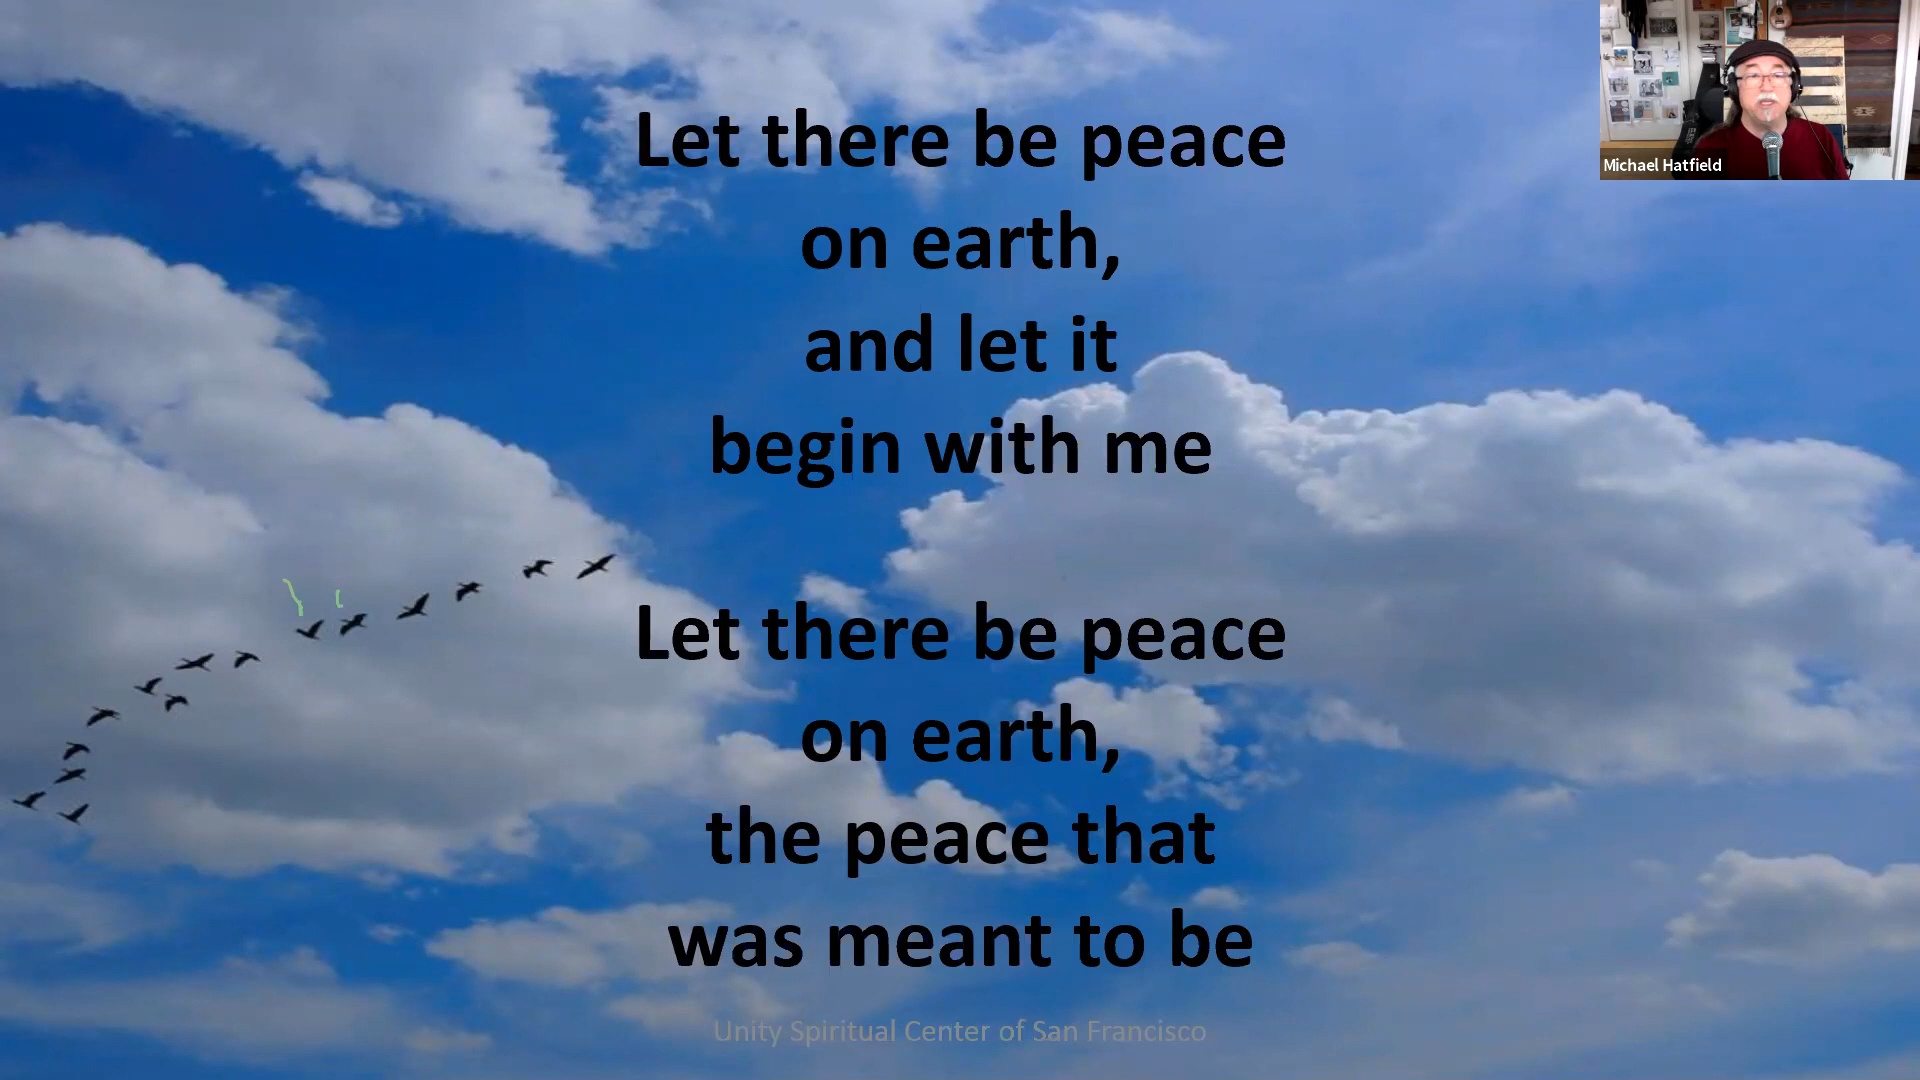 Let there be peace
on earth,
and let it
begin with me
Let there be peace
on earth,
the peace that
was meant to be
Unity Spiritual Center of San Francisco
Michael Hatfield